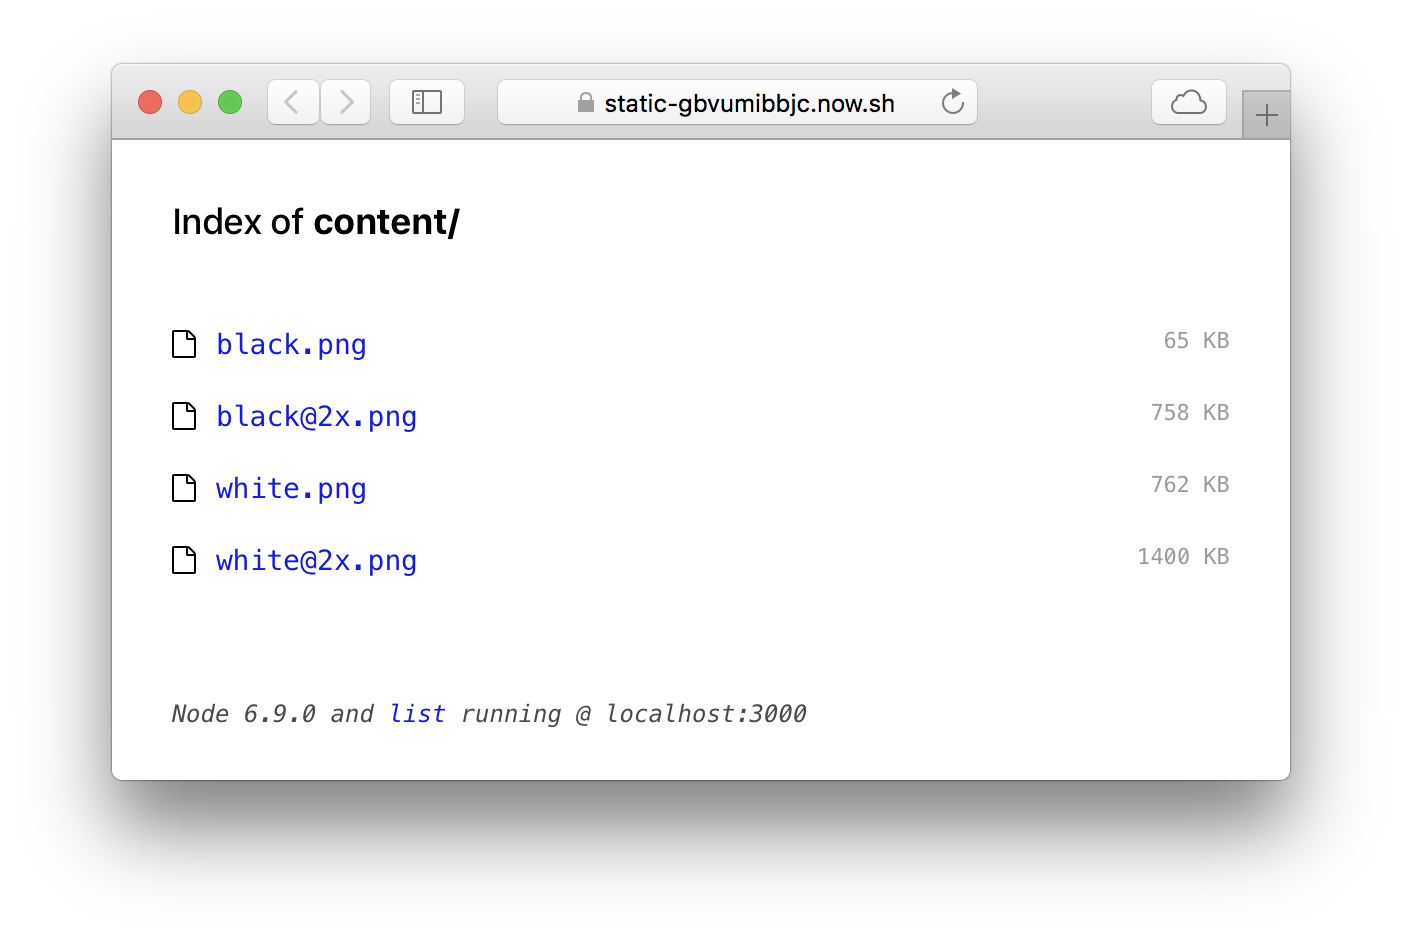 static-gbvumibbjc.now.sh
Index of content/
black.png 65 KB
black@2x.png 758 KB
white.png 762 KB
white@2x.png 1400 KB
Node 6.9.0 and list running @ localhost:3000